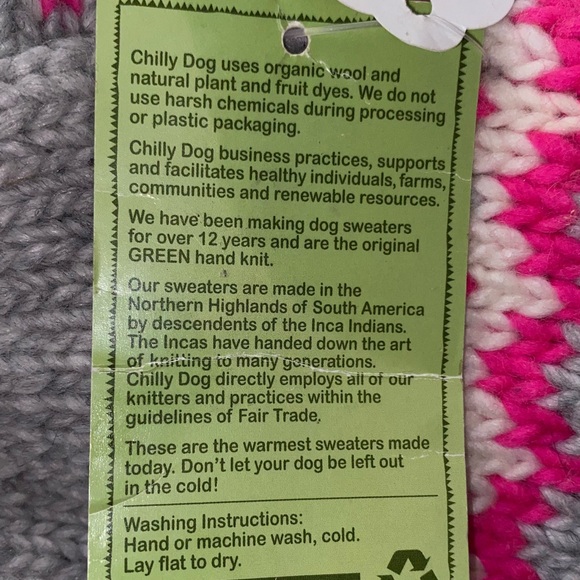 Chilly Dog uses organic wool and
natural plant and fruit dyes. We do not
use harsh chemicals during processing
or plastic packaging.
Chilly Dog business practices, supports
and facilitates healthy individuals, farms,
communities and renewable resources.
We have been making dog sweaters
for over 12 years and are the original
GREEN hand knit.
Our sweaters are made in the
Northern Highlands of South America
by descendents of the Inca Indians.
The Incas have handed down the art
of knitting to many generations.
Chilly Dog directly employs all of our
knitters and practices within the
guidelines of Fair Trade.
These are the warmest sweaters made
today. Don't let your dog be left out
in the cold!
Washing Instructions:
Hand or machine wash, cold.
Lay flat to dry.